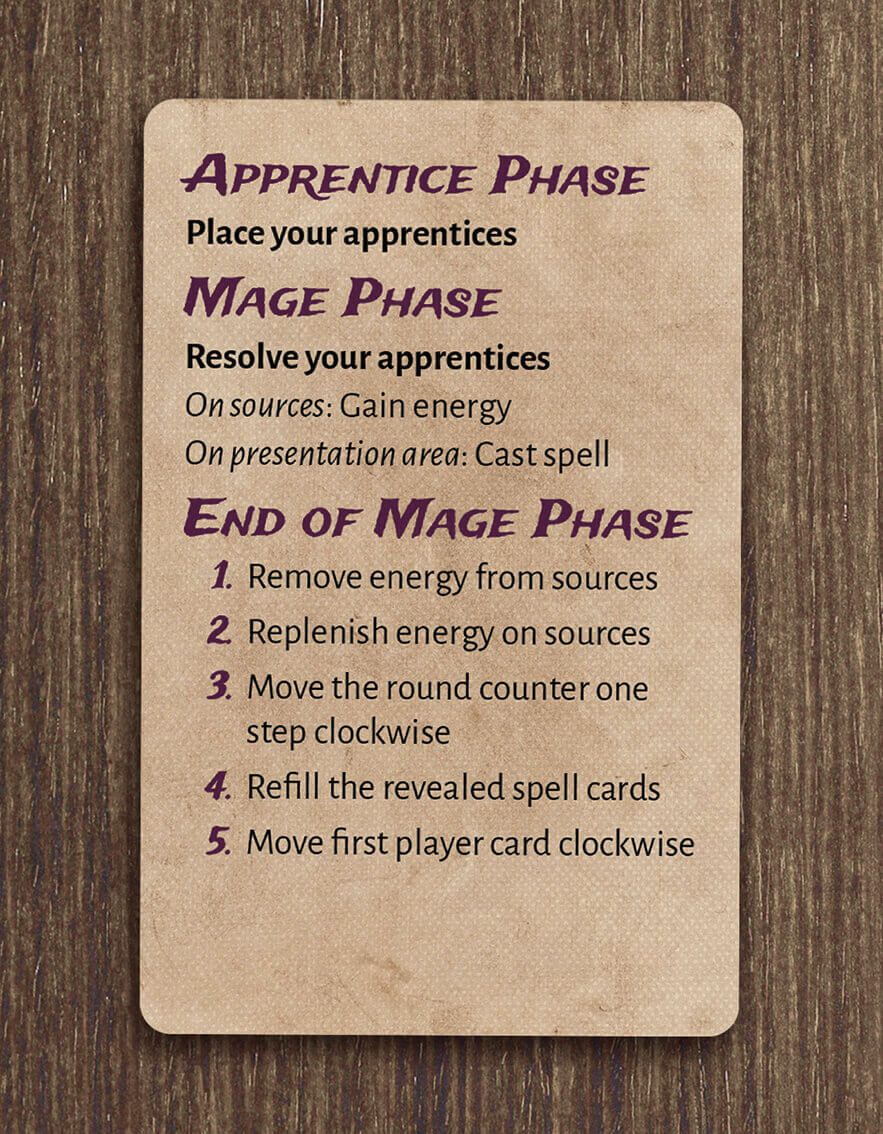 Apprentice Phase
Place your apprentices
Mage Phase
Resolve your apprentices
On sources: Gain energy
On presentation area: Cast spell
End of Mage Phase
1. Remove energy from sources
2. Replenish energy on sources
3. Move the round counter one
step clockwise
4. Refill the revealed spell cards
5. Move first player card clockwise